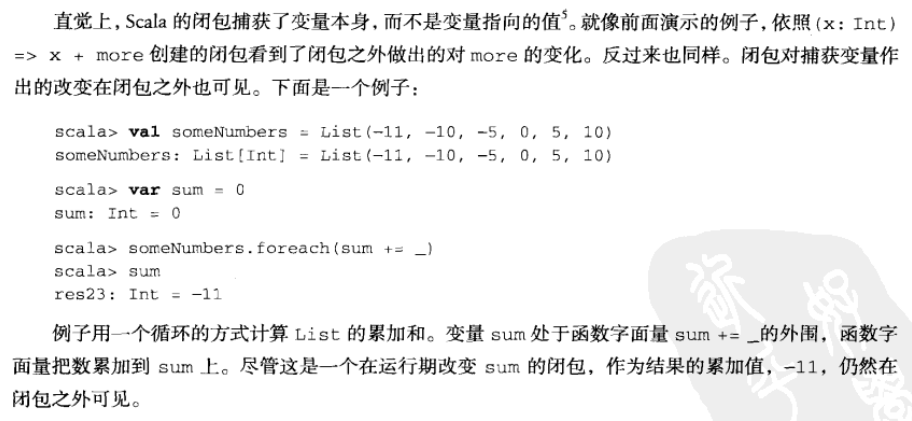 直觉上，Scala 的闭包捕获了变量本身，而不是变量指向的值⁵。就像前面演示的例子，依照(x: Int)
=> x + more 创建的闭包看到了闭包之外做出的对 more 的变化。反过来也同样。闭包对捕获变量作
出的改变在闭包之外也可见。下面是一个例子：
scala> val someNumbers = List(-11, -10, -5, 0, 5, 10)
someNumbers: List[Int] = List(-11, -10, -5, 0, 5, 10)
scala> var sum = 0
sum: Int = 0
scala> someNumbers.foreach(sum += _)
scala> sum
res23: Int = -11
例子用一个循环的方式计算 List 的累加和。变量 sum 处于函数字面量 sum += _的外围，函数字
面量把数累加到 sum 上。尽管这是一个在运行期改变 sum 的闭包，作为结果的累加值，-11，仍然在
闭包之外可见。